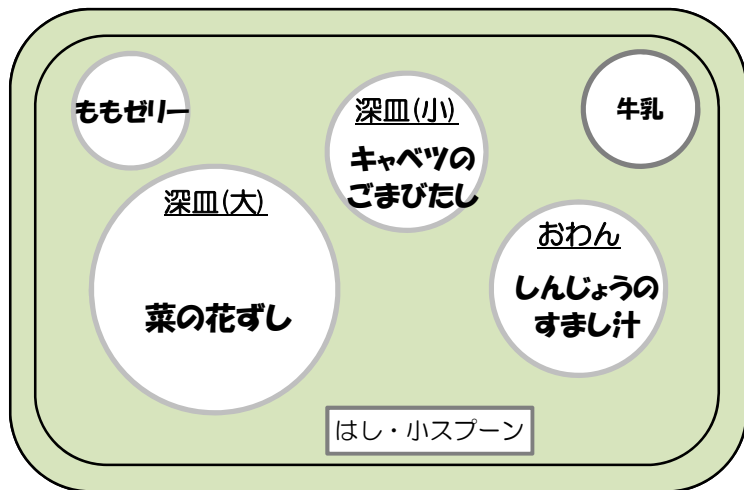 ももゼリー
深皿(小)
キャベツの
ごまびたし
牛乳
深皿(大)
菜の花ずし
おわん
しんじょうの
すまし汁
はし・小スプーン